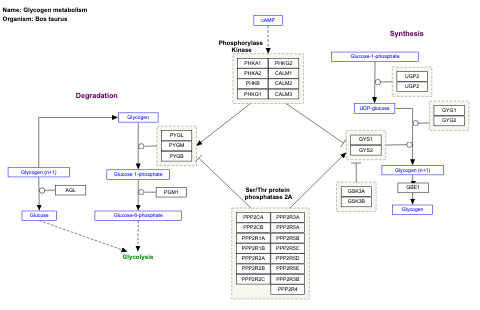 Name: Glycogen metabolism
Organism: Bos taurus
cAMP
Synthesis
Phosphorylase
Kinase
Glucose-1-phosphate
PHKA1 PHKG2
PHKA2 CALM1
PHKB CALM2
PHKG1 CALM3
UGP2
UGP2
Degradation
UDP-glucose
GYG1
GYG2
Glycogen
PYGL
PYGM
PYGB
GYS1
GYS2
Glycogen (n+1)
Glucose 1-phosphate
Glycogen (n+1)
AGL
PGM1
GBE1
Ser/Thr protein
phosphatase 2A
GSK3A
GSK3B
Glucose
Glucose-6-phosphate
Glycogen
PPP2CA PPP2R3A
PPP2CB PPP2R5A
PPP2R1A PPP2R5B
PPP2R1B PPP2R5C
PPP2R2A PPP2R5D
PPP2R2B PPP2R5E
PPP2R2C PPP2R3B
PPP2R4
Glycolysis